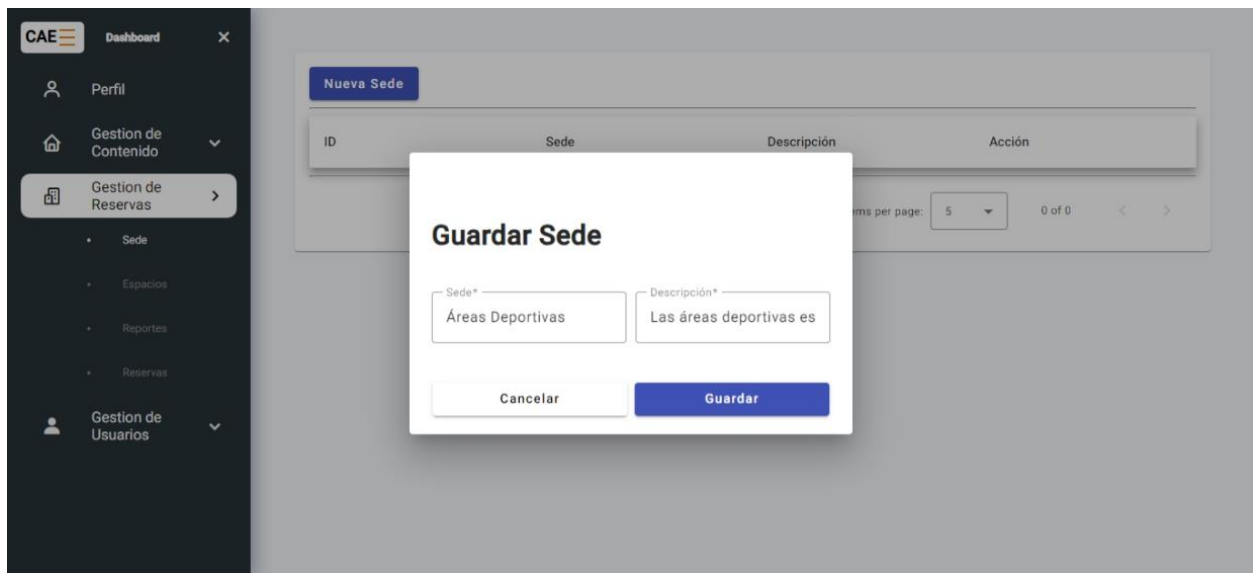 CAE
Dashboard
Perfil
Gestion de
Contenido
Gestion de
Reservas
Sede
Espacios
Reportes
Reservas
Gestion de
Usuarios
Nueva Sede
ID Sede Descripción Acción
per page: 5 0 of 0
Guardar Sede
Sede* Descripción*
Áreas Deportivas Las áreas deportivas es
Cancelar Guardar